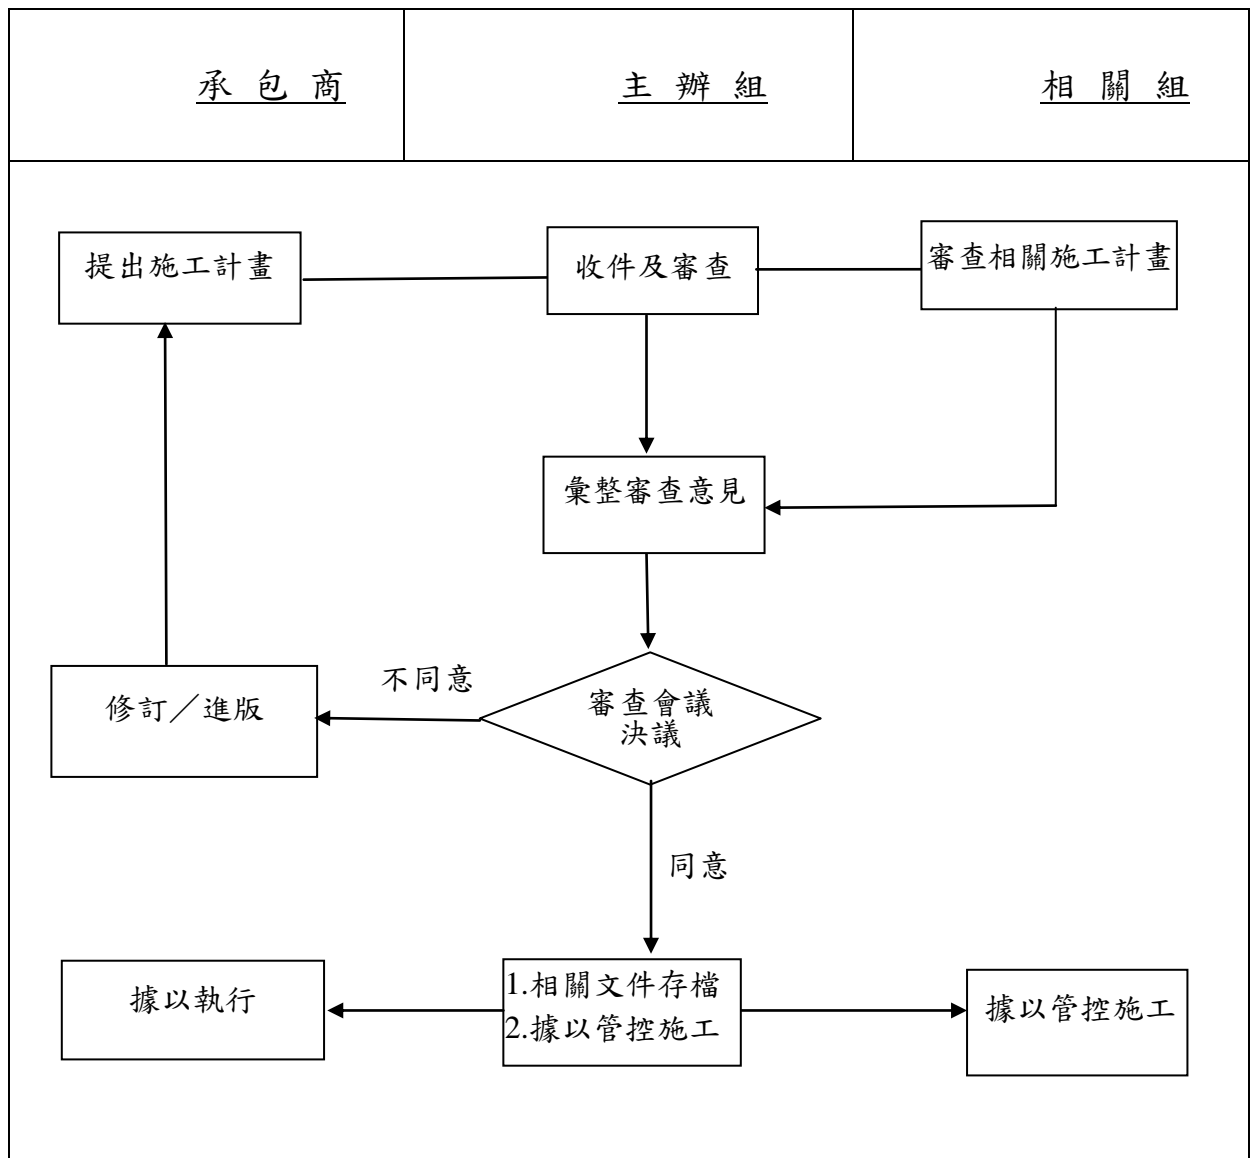 承包商
主辦組
相關組
提出施工計畫
收件及審查
審查相關施工計畫
彙整審查意見
不同意
修訂／進版
審查會議
決議
同意
據以執行
1.相關文件存檔
2.據以管控施工
據以管控施工